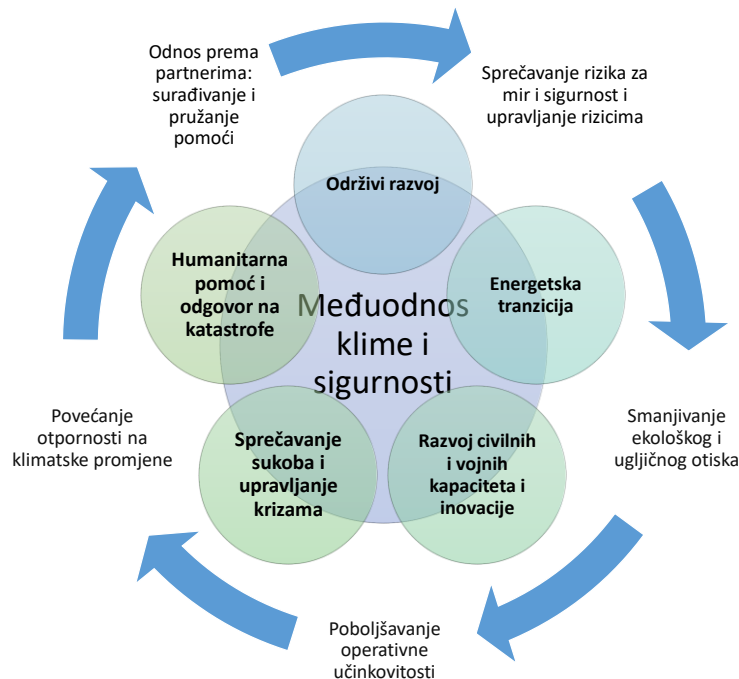 Odnos prema
partnerima:
surađivanje i
pružanje
pomoći
Sprečavanje rizika za
mir i sigurnost i
upravljanje rizicima
Održivi razvoj
Humanitarna
pomoć i
odgovor na
katastrofe
Energetska
tranzicija
Međuodnos
klime i
sigurnosti
Povećanje
otpornosti na
klimatske promjene
Smanjivanje
ekološkog i
ugljičnog otiska
Sprečavanje
sukoba i
upravljanje
krizama
Razvoj civilnih
i vojnih
kapaciteta i
inovacije
Poboljšavanje
operativne
učinkovitosti